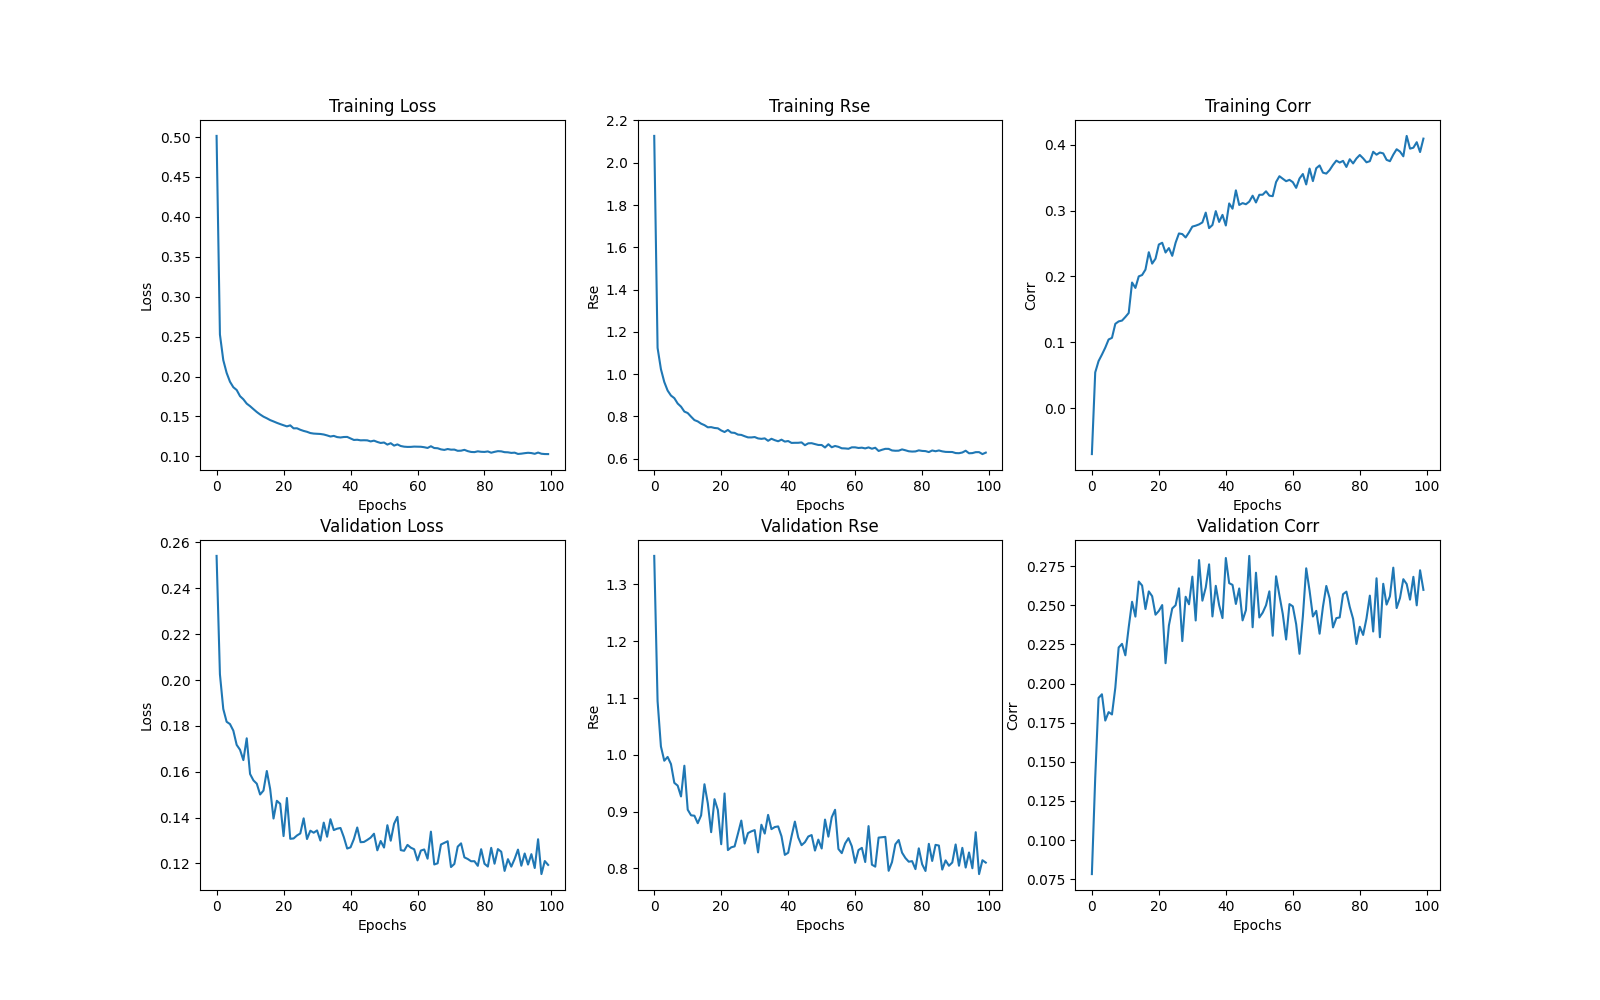 Training Loss
Training Rse
Training Corr
0.50
0.45
0.40
0.35
0.30
0.25
0.20
0.15
0.10
Loss
0 20 40 60 80 100
Epochs
2.2
2.0
1.8
1.6
1.4
1.2
1.0
0.8
0.6
Rse
0 20 40 60 80 100
Epochs
0.4
0.3
0.2
0.1
0.0
Corr
0 20 40 60 80 100
Epochs
Validation Loss
Validation Rse
Validation Corr
0.26
0.24
0.22
0.20
0.18
0.16
0.14
0.12
Loss
0 20 40 60 80 100
Epochs
1.3
1.2
1.1
1.0
0.9
0.8
Rse
0 20 40 60 80 100
Epochs
0.275
0.250
0.225
0.200
0.175
0.150
0.125
0.100
0.075
Corr
0 20 40 60 80 100
Epochs